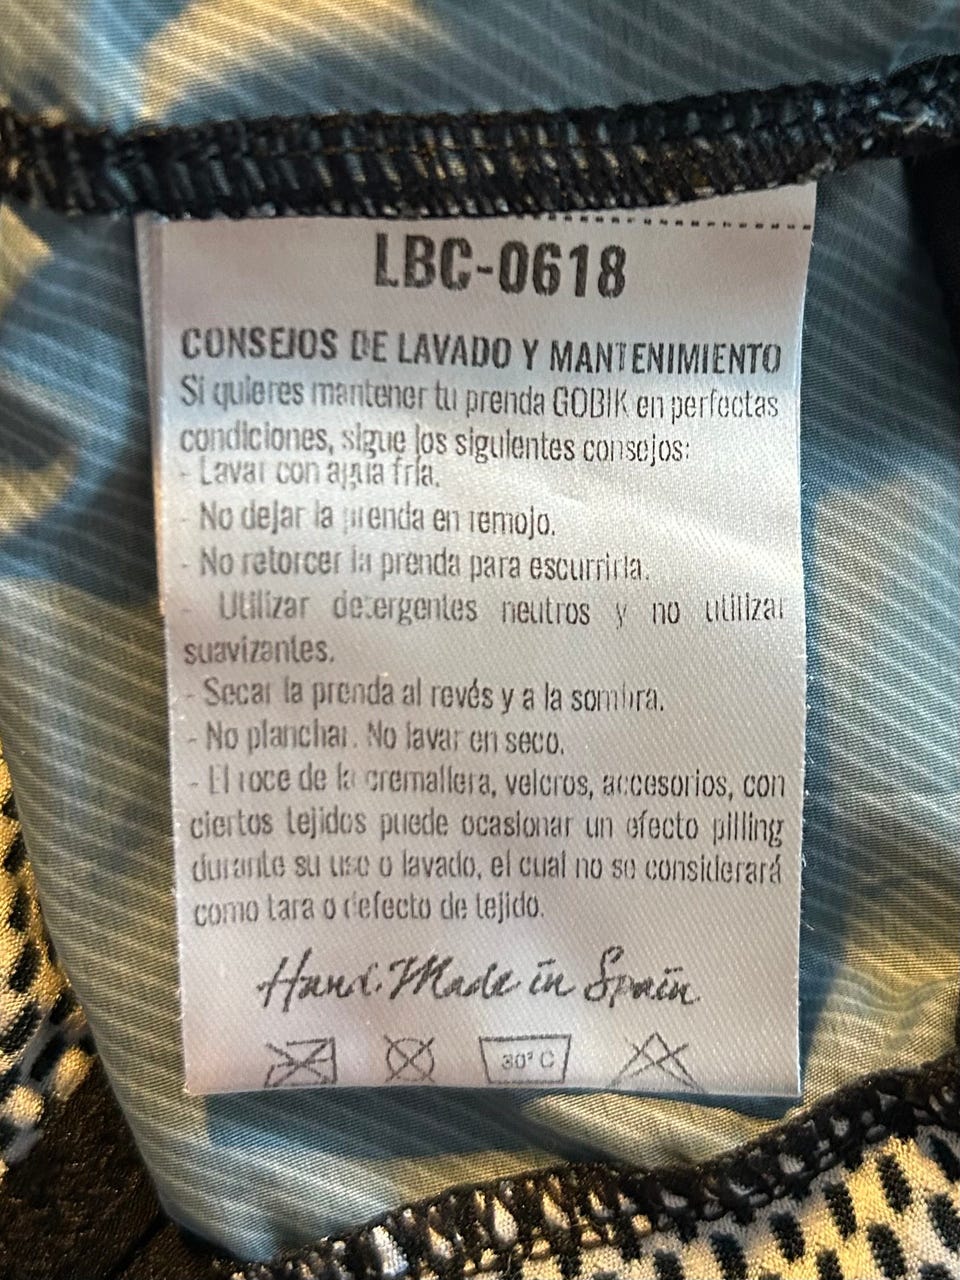 LBC-0618
CONSEJOS DE LAVADO Y MANTENIMIENTO
Si quieres mantener tu prenda GOBIK en perfectas
condiciones, sigue los siguientes consejos:
- Lavar con agua fría.
- No dejar la prenda en remojo.
- No retorcer la prenda para escurrirla.
- Utilizar detergentes neutros y no utilizar
suavizantes.
- Secar la prenda al revés y a la sombra.
- No planchar. No lavar en seco.
- El roce de la cremallera, velcros, accesorios, con
ciertos tejidos puede ocasionar un efecto pilling
durante su uso o lavado, el cual no se considerará
como tara o defecto de tejido.
Hand Made in Spain
30° C